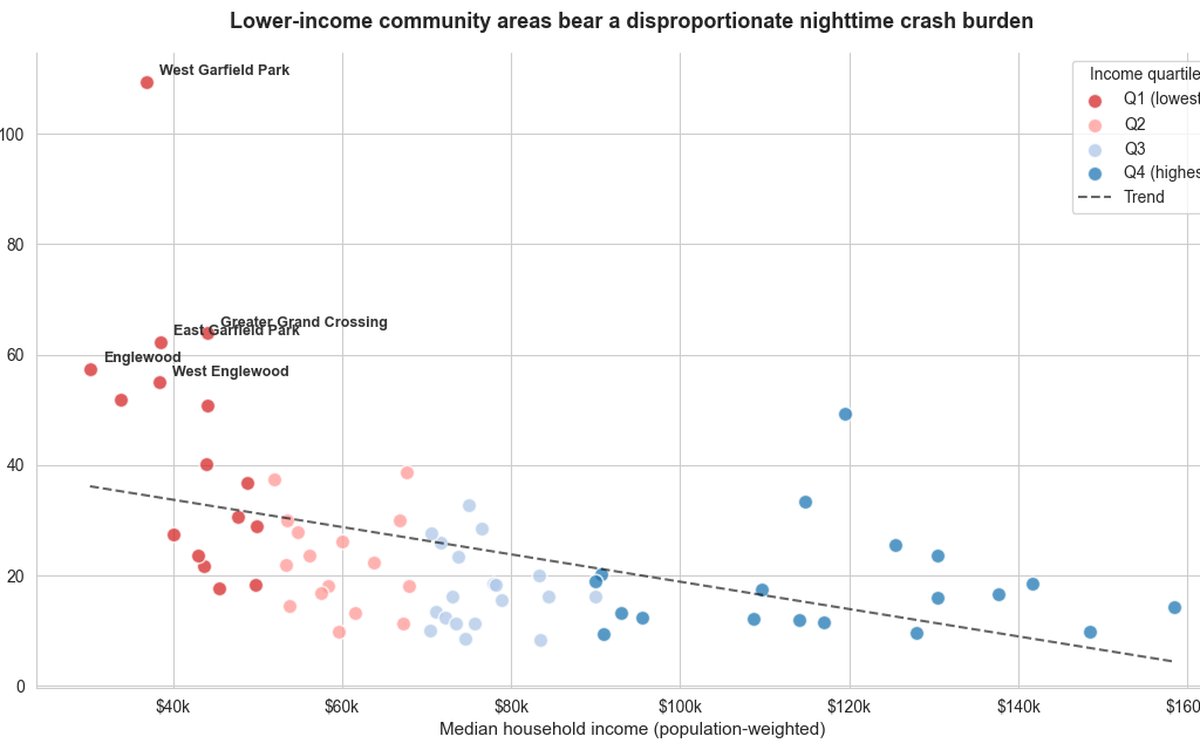 Lower-income community areas bear a disproportionate nighttime crash burden
West Garfield Park
Income quartile
Q1 (lowest
Q2
Q3
Q4 (highes
Trend
100
80
60
40
20
0
Greater Grand Crossing
East Garfield Park
Englewood
West Englewood
$40k
$60k
$80k
$100k
$120k
$140k
$160
Median household income (population-weighted)